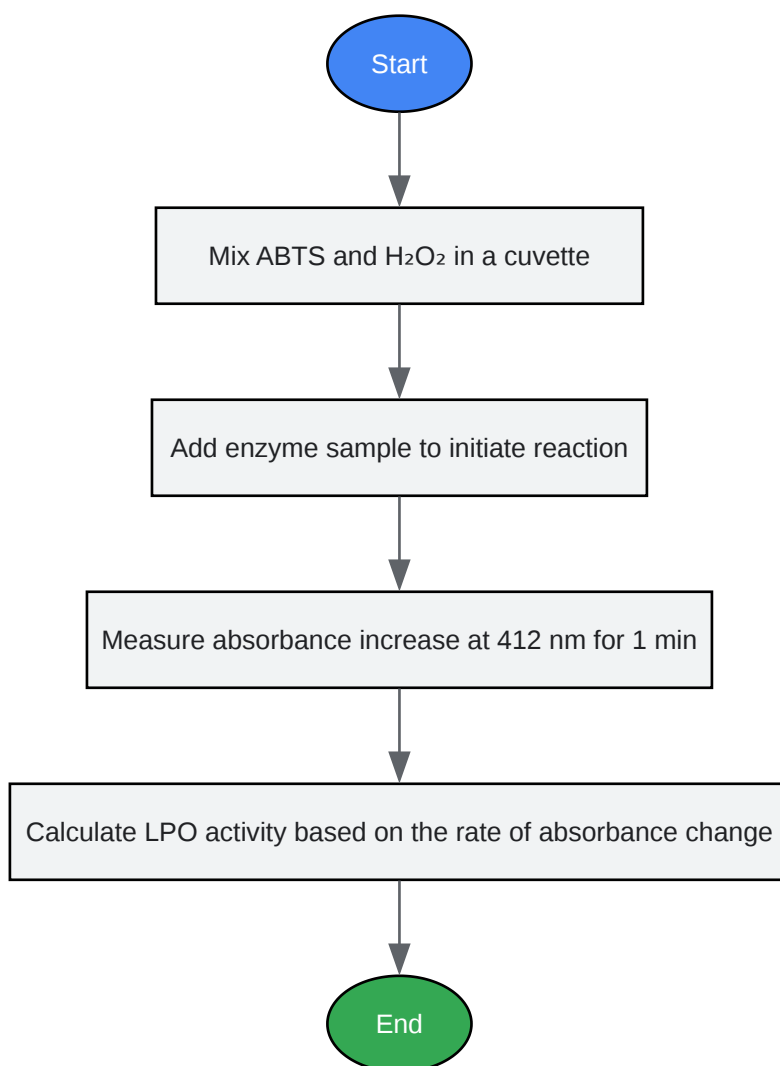 Start
Mix ABTS and H₂O₂ in a cuvette
Add enzyme sample to initiate reaction
Measure absorbance increase at 412 nm for 1 min
Calculate LPO activity based on the rate of absorbance change
End